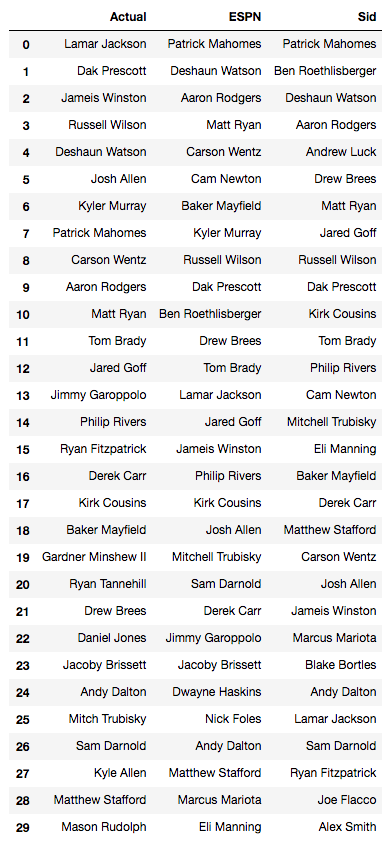 Actual ESPN Sid
0 Lamar Jackson Patrick Mahomes Patrick Mahomes
1 Dak Prescott Deshaun Watson Ben Roethlisberger
2 Jameis Winston Aaron Rodgers Deshaun Watson
3 Russell Wilson Matt Ryan Aaron Rodgers
4 Deshaun Watson Carson Wentz Andrew Luck
5 Josh Allen Cam Newton Drew Brees
6 Kyler Murray Baker Mayfield Matt Ryan
7 Patrick Mahomes Kyler Murray Jared Goff
8 Carson Wentz Russell Wilson Russell Wilson
9 Aaron Rodgers Dak Prescott Dak Prescott
10 Matt Ryan Ben Roethlisberger Kirk Cousins
11 Tom Brady Drew Brees Tom Brady
12 Jared Goff Tom Brady Philip Rivers
13 Jimmy Garoppolo Lamar Jackson Cam Newton
14 Philip Rivers Jared Goff Mitchell Trubisky
15 Ryan Fitzpatrick Jameis Winston Eli Manning
16 Derek Carr Philip Rivers Baker Mayfield
17 Kirk Cousins Kirk Cousins Derek Carr
18 Baker Mayfield Josh Allen Matthew Stafford
19 Gardner Minshew II Mitchell Trubisky Carson Wentz
20 Ryan Tannehill Sam Darnold Josh Allen
21 Drew Brees Derek Carr Jameis Winston
22 Daniel Jones Jimmy Garoppolo Marcus Mariota
23 Jacoby Brissett Jacoby Brissett Blake Bortles
24 Andy Dalton Dwayne Haskins Andy Dalton
25 Mitch Trubisky Nick Foles Lamar Jackson
26 Sam Darnold Andy Dalton Sam Darnold
27 Kyle Allen Matthew Stafford Ryan Fitzpatrick
28 Matthew Stafford Marcus Mariota Joe Flacco
29 Mason Rudolph Eli Manning Alex Smith